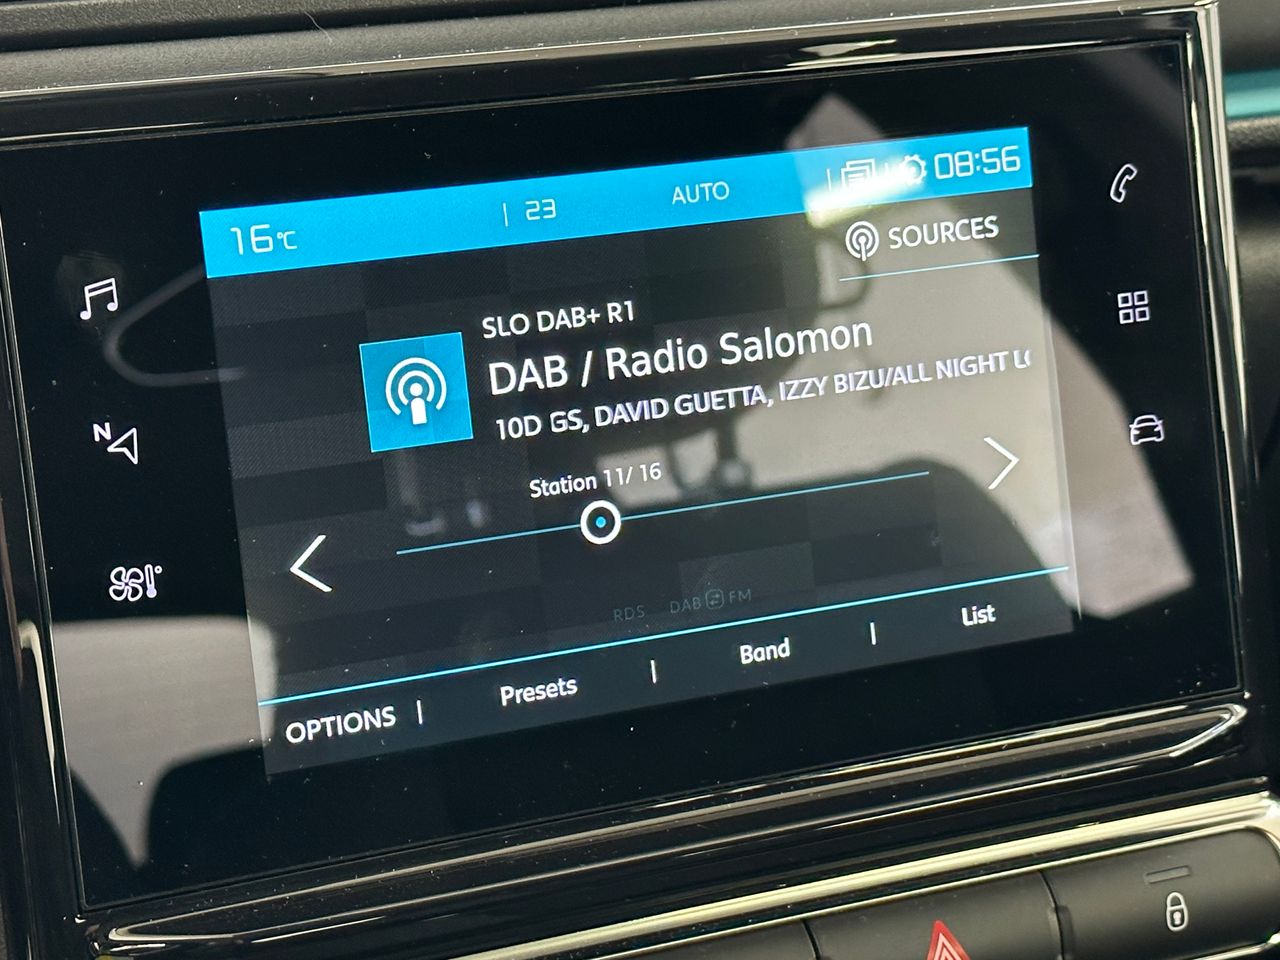 16°C | 23 AUTO | 08:56
SOURCES
SLO DAB+ R1
DAB / Radio Salomon
10D GS, DAVID GUETTA, IZZY BIZU/ALL NIGHT L
Station 11/ 16
N
RDS DAB FM
OPTIONS | Presets | Band | List